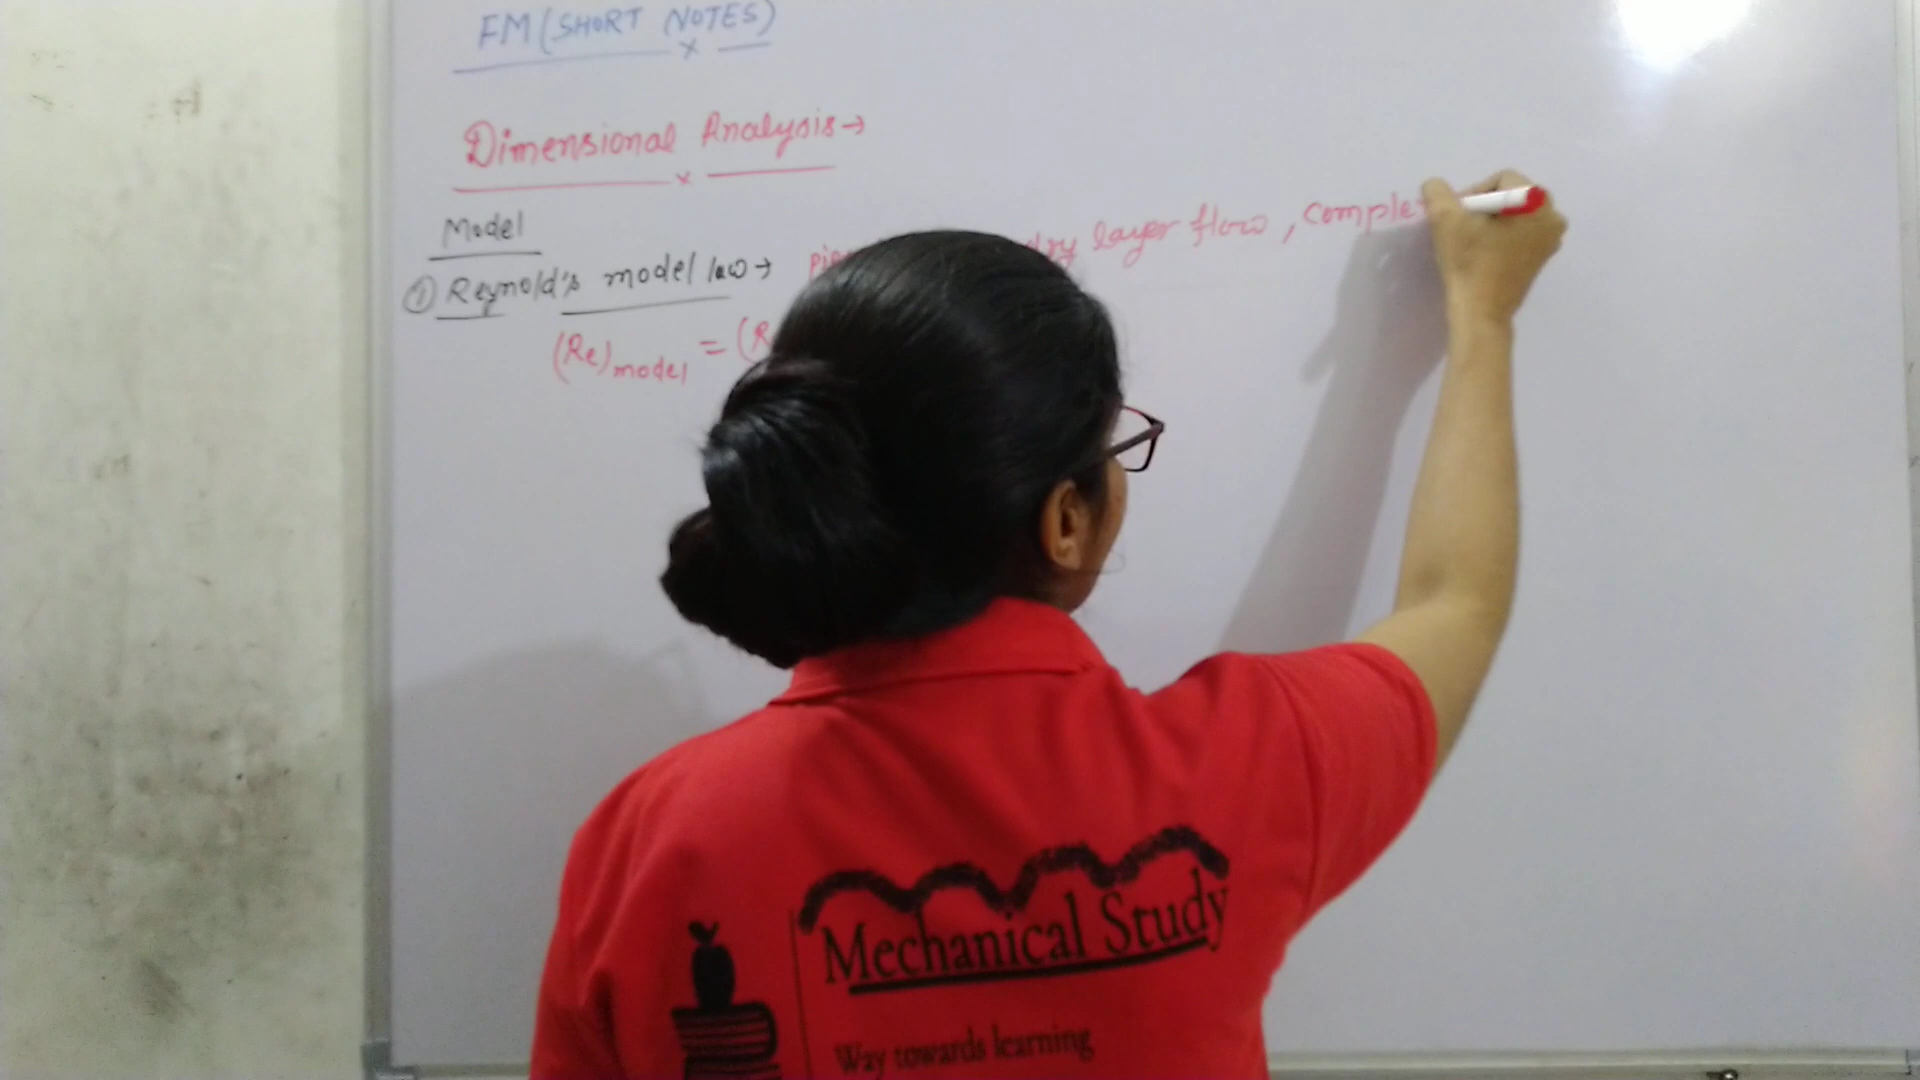 FM (SHORT NOTES)
Dimensional Analysis →
Model
① Reynold's model law → layer flow, comple
(Re)model = (R
Mechanical Study
Way towards learning